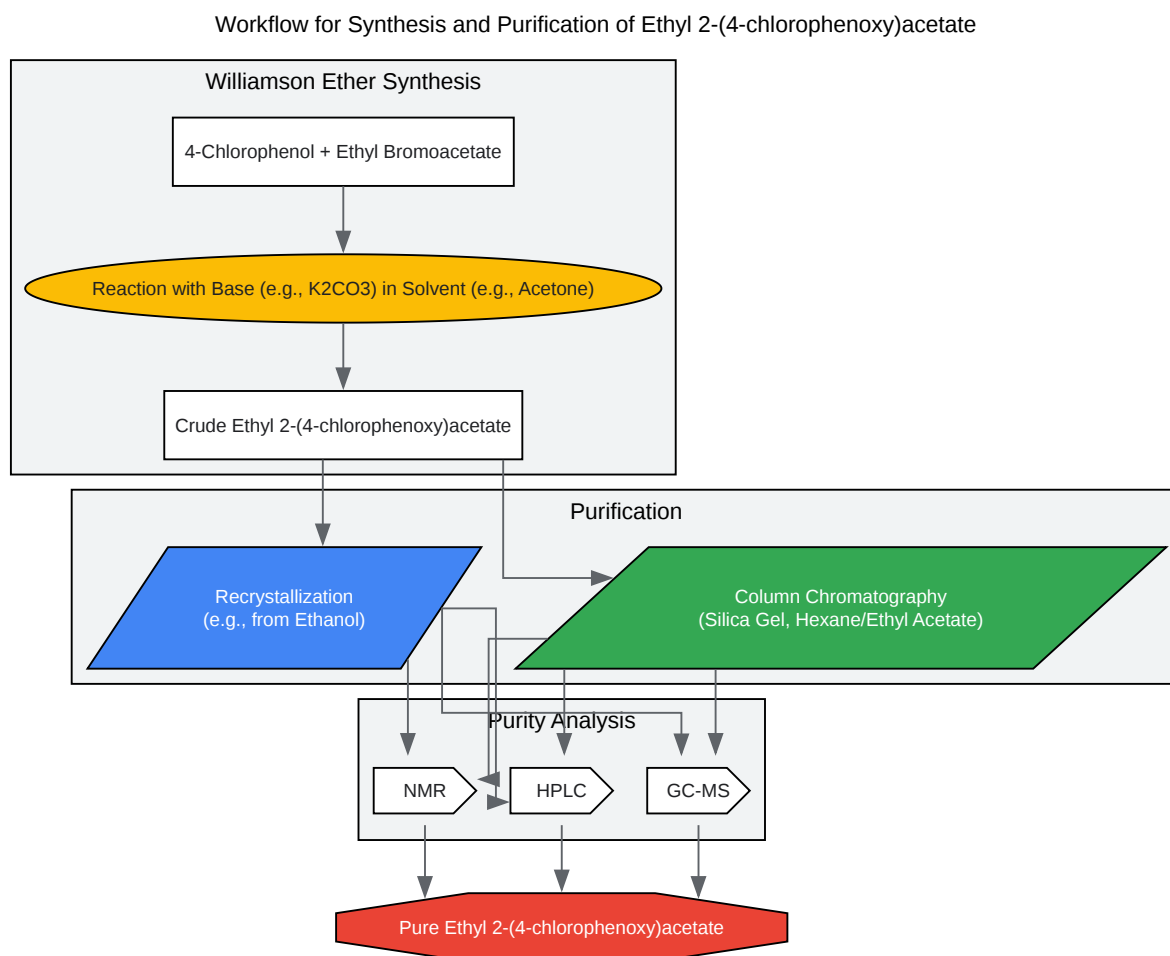 Workflow for Synthesis and Purification of Ethyl 2-(4-chlorophenoxy)acetate
Williamson Ether Synthesis
4-Chlorophenol + Ethyl Bromoacetate
Reaction with Base (e.g., K2CO3) in Solvent (e.g., Acetone)
Crude Ethyl 2-(4-chlorophenoxy)acetate
Purification
Recrystallization
(e.g., from Ethanol)
Column Chromatography
(Silica Gel, Hexane/Ethyl Acetate)
Purity Analysis
NMR
HPLC
GC-MS
Pure Ethyl 2-(4-chlorophenoxy)acetate